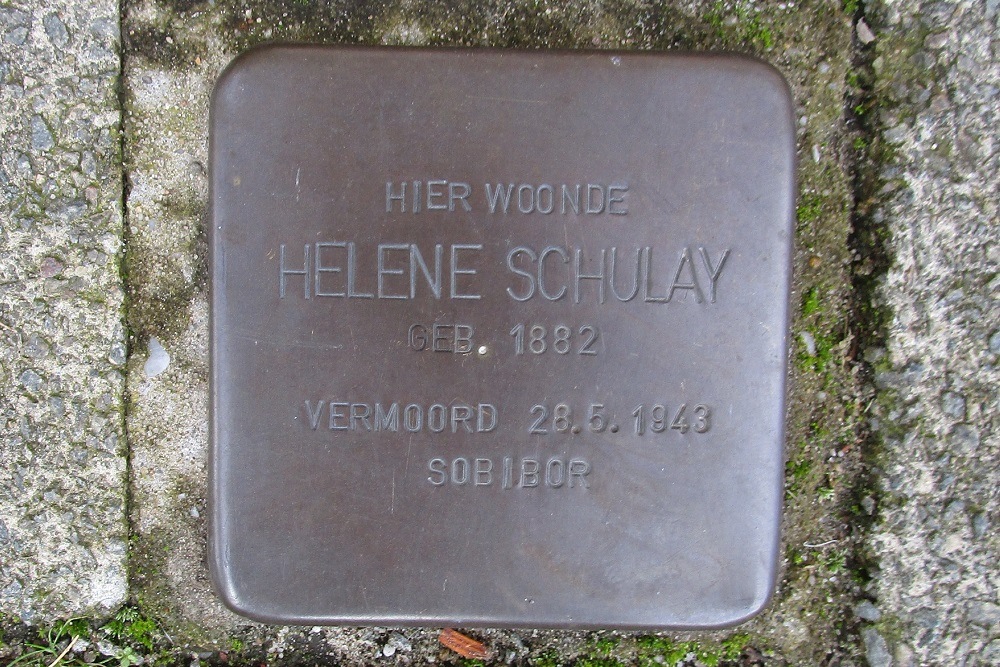 HIER WOONDE
HELENE SCHULAY
GEB. 1882
VERMOORD 28.5.1943
SOBIBOR